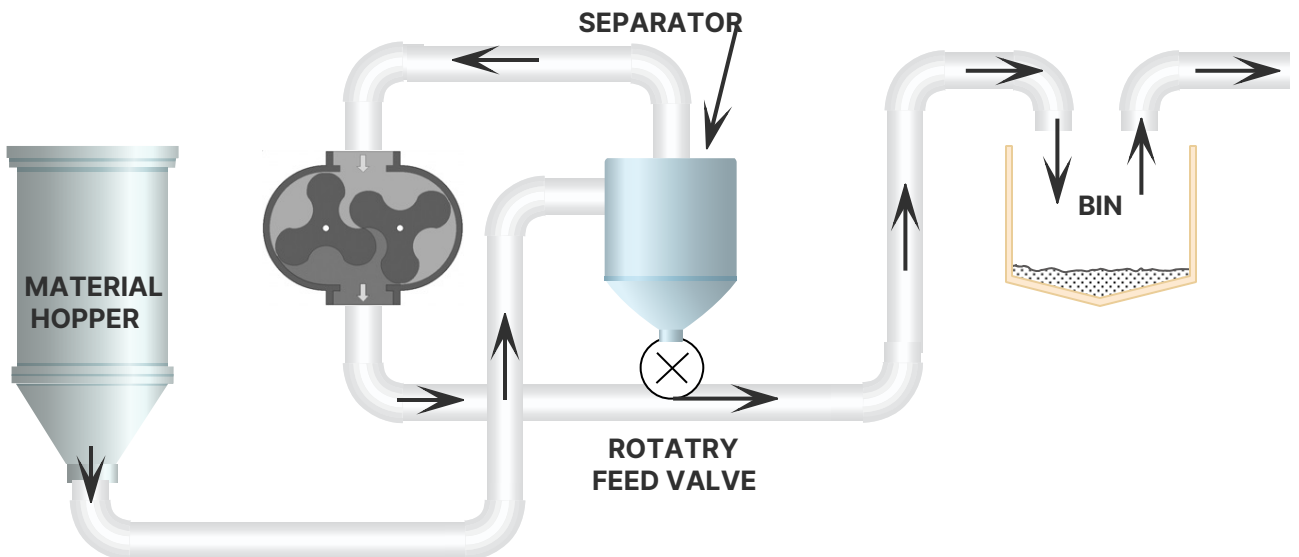 SEPARATOR
MATERIAL
HOPPER
BIN
ROTATRY
FEED VALVE